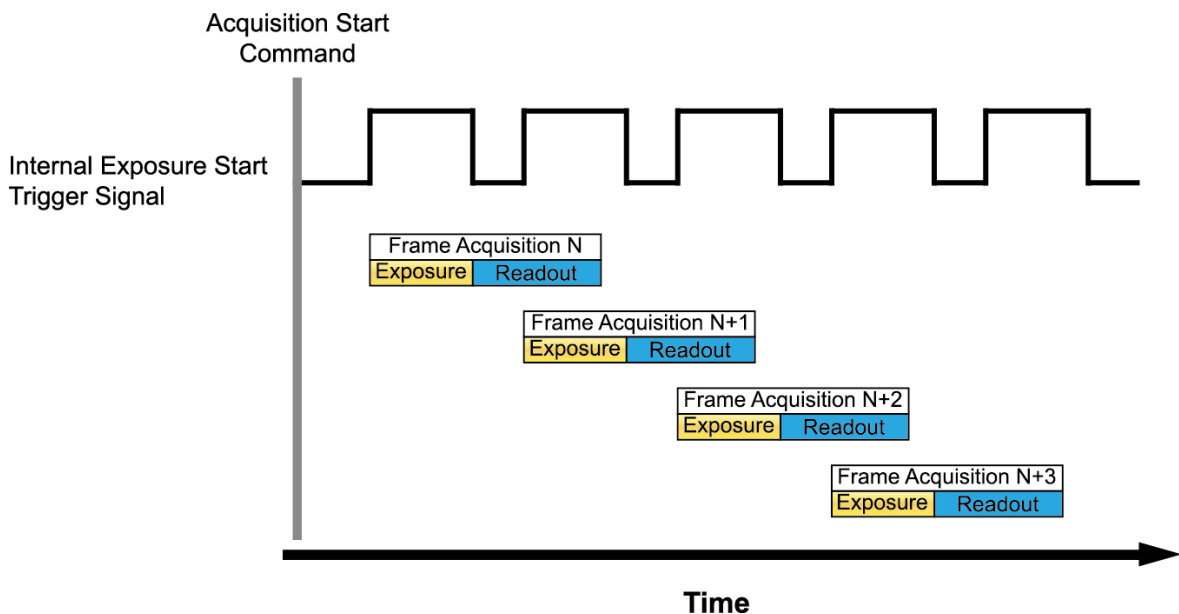 Acquisition Start
Command
Internal Exposure Start
Trigger Signal
Frame Acquisition N
Exposure Readout
Frame Acquisition N+1
Exposure Readout
Frame Acquisition N+2
Exposure Readout
Frame Acquisition N+3
Exposure Readout
Time